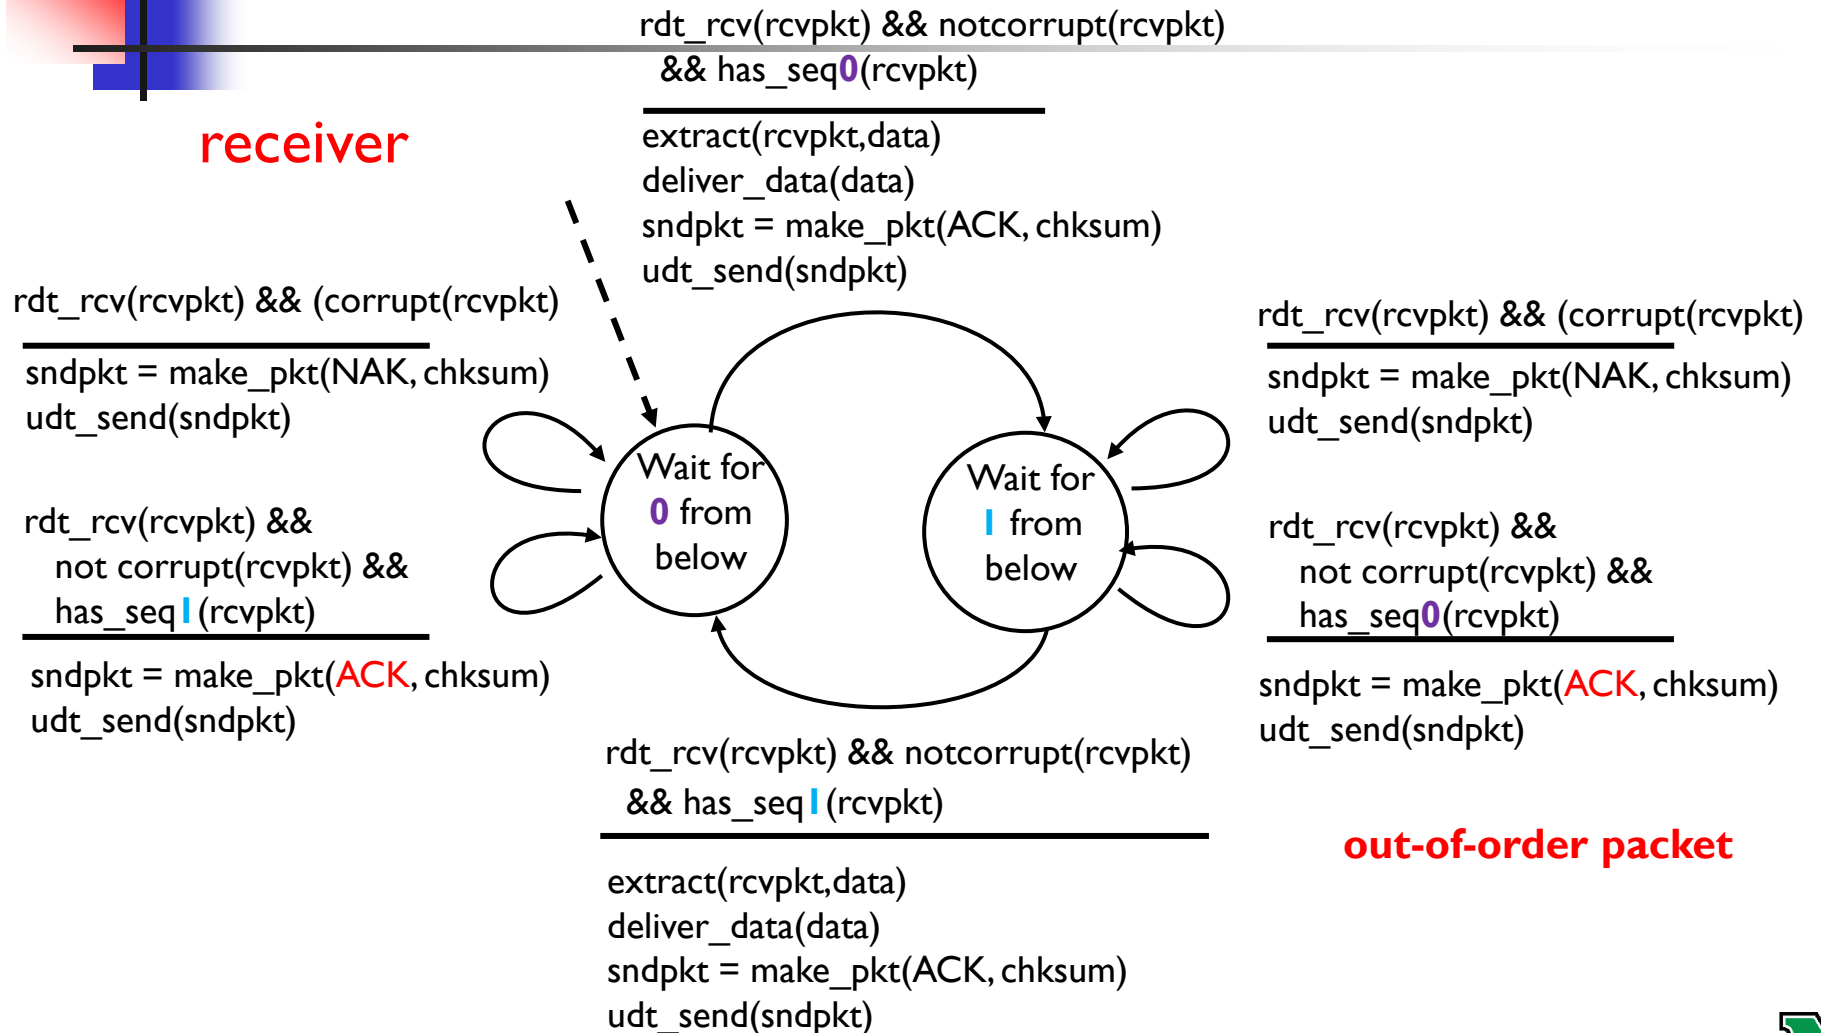 rdt_rcv(rcvpkt) && notcorrupt(rcvpkt)
&& has_seq0(rcvpkt)
extract(rcvpkt,data)
deliver_data(data)
sndpkt = make_pkt(ACK, chksum)
udt_send(sndpkt)
receiver
rdt_rcv(rcvpkt) && (corrupt(rcvpkt)
sndpkt = make_pkt(NAK, chksum)
udt_send(sndpkt)
rdt_rcv(rcvpkt) &&
not corrupt(rcvpkt) &&
has_seq1(rcvpkt)
sndpkt = make_pkt(ACK, chksum)
udt_send(sndpkt)
Wait for
0 from
below
Wait for
1 from
below
rdt_rcv(rcvpkt) && (corrupt(rcvpkt)
sndpkt = make_pkt(NAK, chksum)
udt_send(sndpkt)
rdt_rcv(rcvpkt) &&
not corrupt(rcvpkt) &&
has_seq0(rcvpkt)
sndpkt = make_pkt(ACK, chksum)
udt_send(sndpkt)
rdt_rcv(rcvpkt) && notcorrupt(rcvpkt)
&& has_seq1(rcvpkt)
extract(rcvpkt,data)
deliver_data(data)
sndpkt = make_pkt(ACK, chksum)
udt_send(sndpkt)
out-of-order packet